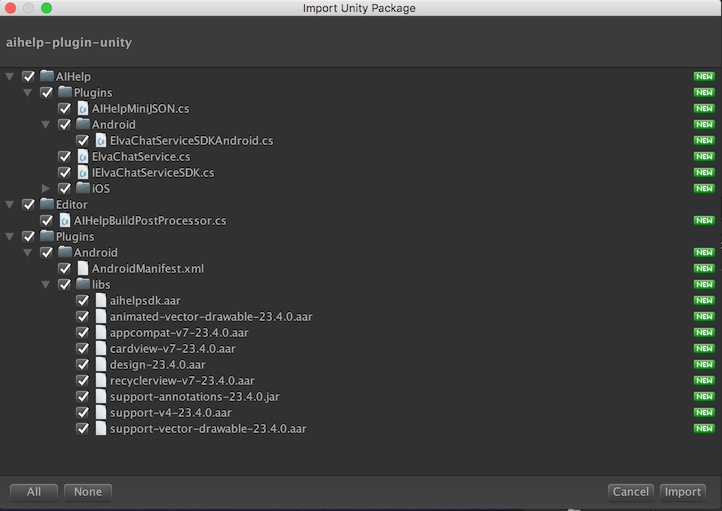 Import Unity Package
aihelp-plugin-unity
AIHelp NEW
Plugins NEW
AIHelpMiniJSON.cs NEW
Android NEW
ElvaChatServiceSDKAndroid.cs NEW
ElvaChatService.cs NEW
IElvaChatServiceSDK.cs NEW
iOS NEW
Editor NEW
AIHelpBuildPostProcessor.cs NEW
Plugins NEW
Android NEW
AndroidManifest.xml NEW
libs NEW
aihelpsdk.aar NEW
animated-vector-drawable-23.4.0.aar NEW
appcompat-v7-23.4.0.aar NEW
cardview-v7-23.4.0.aar NEW
design-23.4.0.aar NEW
recyclerview-v7-23.4.0.aar NEW
support-annotations-23.4.0.jar NEW
support-v4-23.4.0.aar NEW
support-vector-drawable-23.4.0.aar NEW
All None Cancel Import